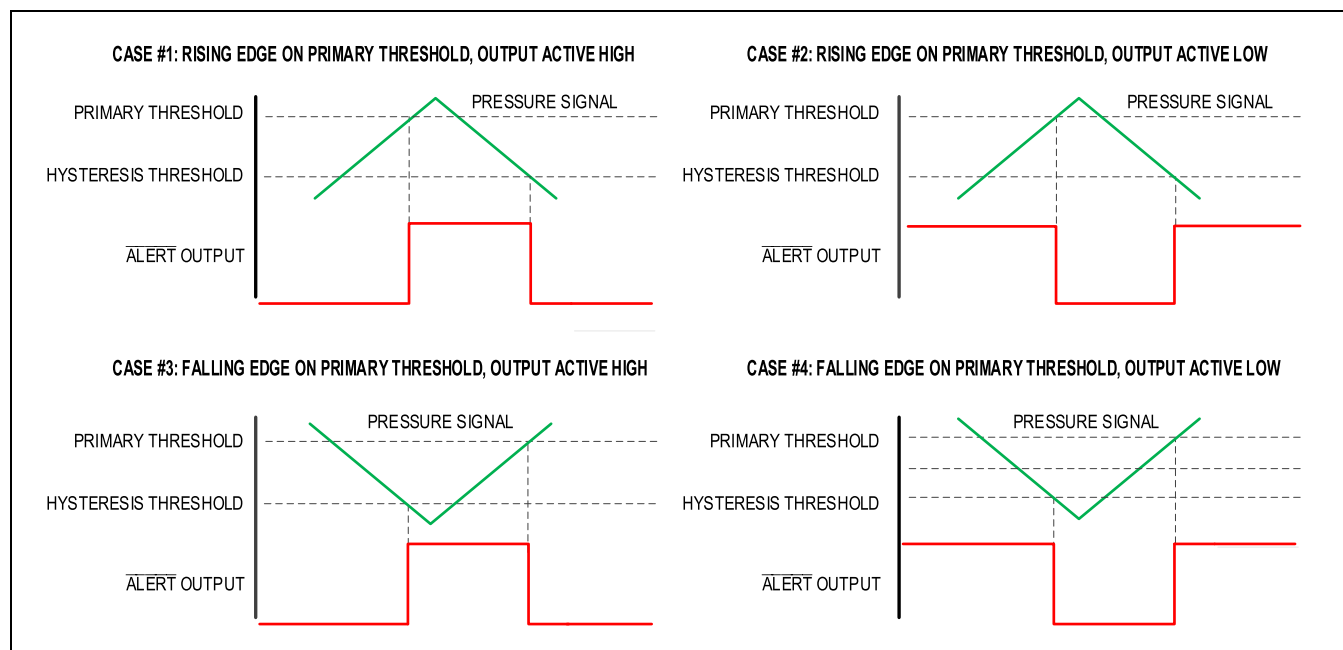 CASE #1: RISING EDGE ON PRIMARY THRESHOLD, OUTPUT ACTIVE HIGH
PRIMARY THRESHOLD
PRESSURE SIGNAL
HYSTERESIS THRESHOLD
ALERT OUTPUT
CASE #2: RISING EDGE ON PRIMARY THRESHOLD, OUTPUT ACTIVE LOW
PRIMARY THRESHOLD
PRESSURE SIGNAL
HYSTERESIS THRESHOLD
ALERT OUTPUT
CASE #3: FALLING EDGE ON PRIMARY THRESHOLD, OUTPUT ACTIVE HIGH
PRESSURE SIGNAL
PRIMARY THRESHOLD
HYSTERESIS THRESHOLD
ALERT OUTPUT
CASE #4: FALLING EDGE ON PRIMARY THRESHOLD, OUTPUT ACTIVE LOW
PRESSURE SIGNAL
PRIMARY THRESHOLD
HYSTERESIS THRESHOLD
ALERT OUTPUT